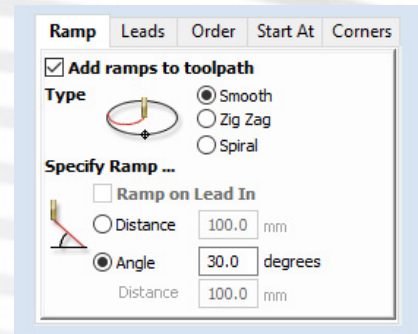 Ramp Leads Order Start At Corners
Add ramps to toolpath
Type
Smooth
Zig Zag
Spiral
Specify Ramp ...
Ramp on Lead In
Distance 100.0 mm
Angle 30.0 degrees
Distance 100.0 mm